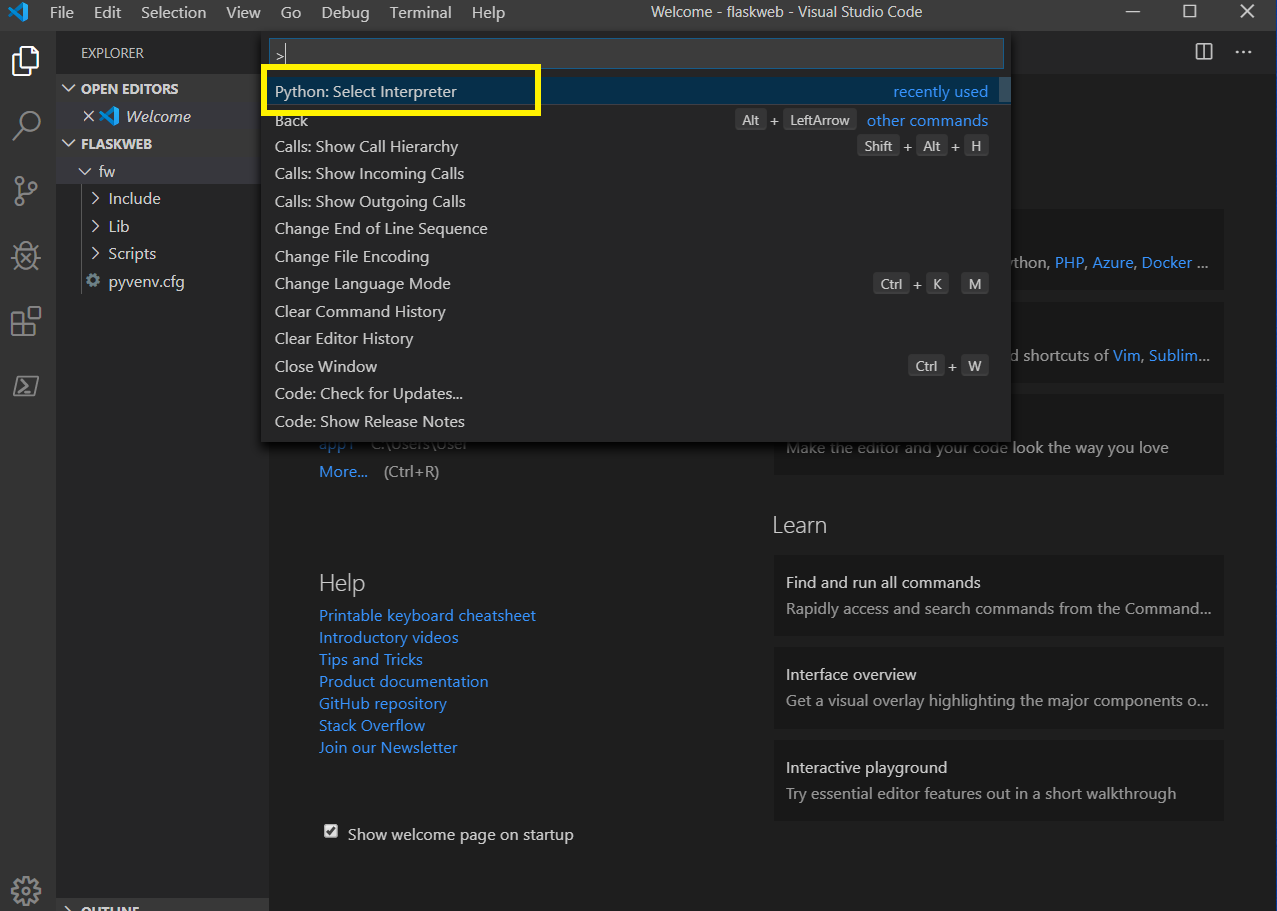 File Edit Selection View Go Debug Terminal Help Welcome - flaskweb - Visual Studio Code
EXPLORER
OPEN EDITORS
Welcome
FLASKWEB
fw
Include
Lib
Scripts
pyvenv.cfg
OUTLINE
>
Python: Select Interpreter recently used
Back Alt + LeftArrow other commands
Calls: Show Call Hierarchy Shift + Alt + H
Calls: Show Incoming Calls
Calls: Show Outgoing Calls
Change End of Line Sequence
Change File Encoding
Change Language Mode Ctrl + K M
Clear Command History
Clear Editor History
Close Window Ctrl + W
Code: Check for Updates...
Code: Show Release Notes
app1 C:\Users\User
More... (Ctrl+R)
Help
Printable keyboard cheatsheet
Introductory videos
Tips and Tricks
Product documentation
GitHub repository
Stack Overflow
Join our Newsletter
Show welcome page on startup
ython, PHP, Azure, Docker ...
d shortcuts of Vim, Sublim...
Make the editor and your code look the way you love
Learn
Find and run all commands
Rapidly access and search commands from the Command...
Interface overview
Get a visual overlay highlighting the major components o...
Interactive playground
Try essential editor features out in a short walkthrough